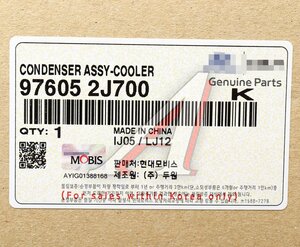 CONDENSER ASSY-COOLER
97605 2J700
Genuine Parts
K
QTY: 1
MADE IN CHINA
IJ05 / LJ12
MOBIS
판매처: 현대모비스
제조원: (주) 두원
AYIG01388168
(For sales within Korea only)